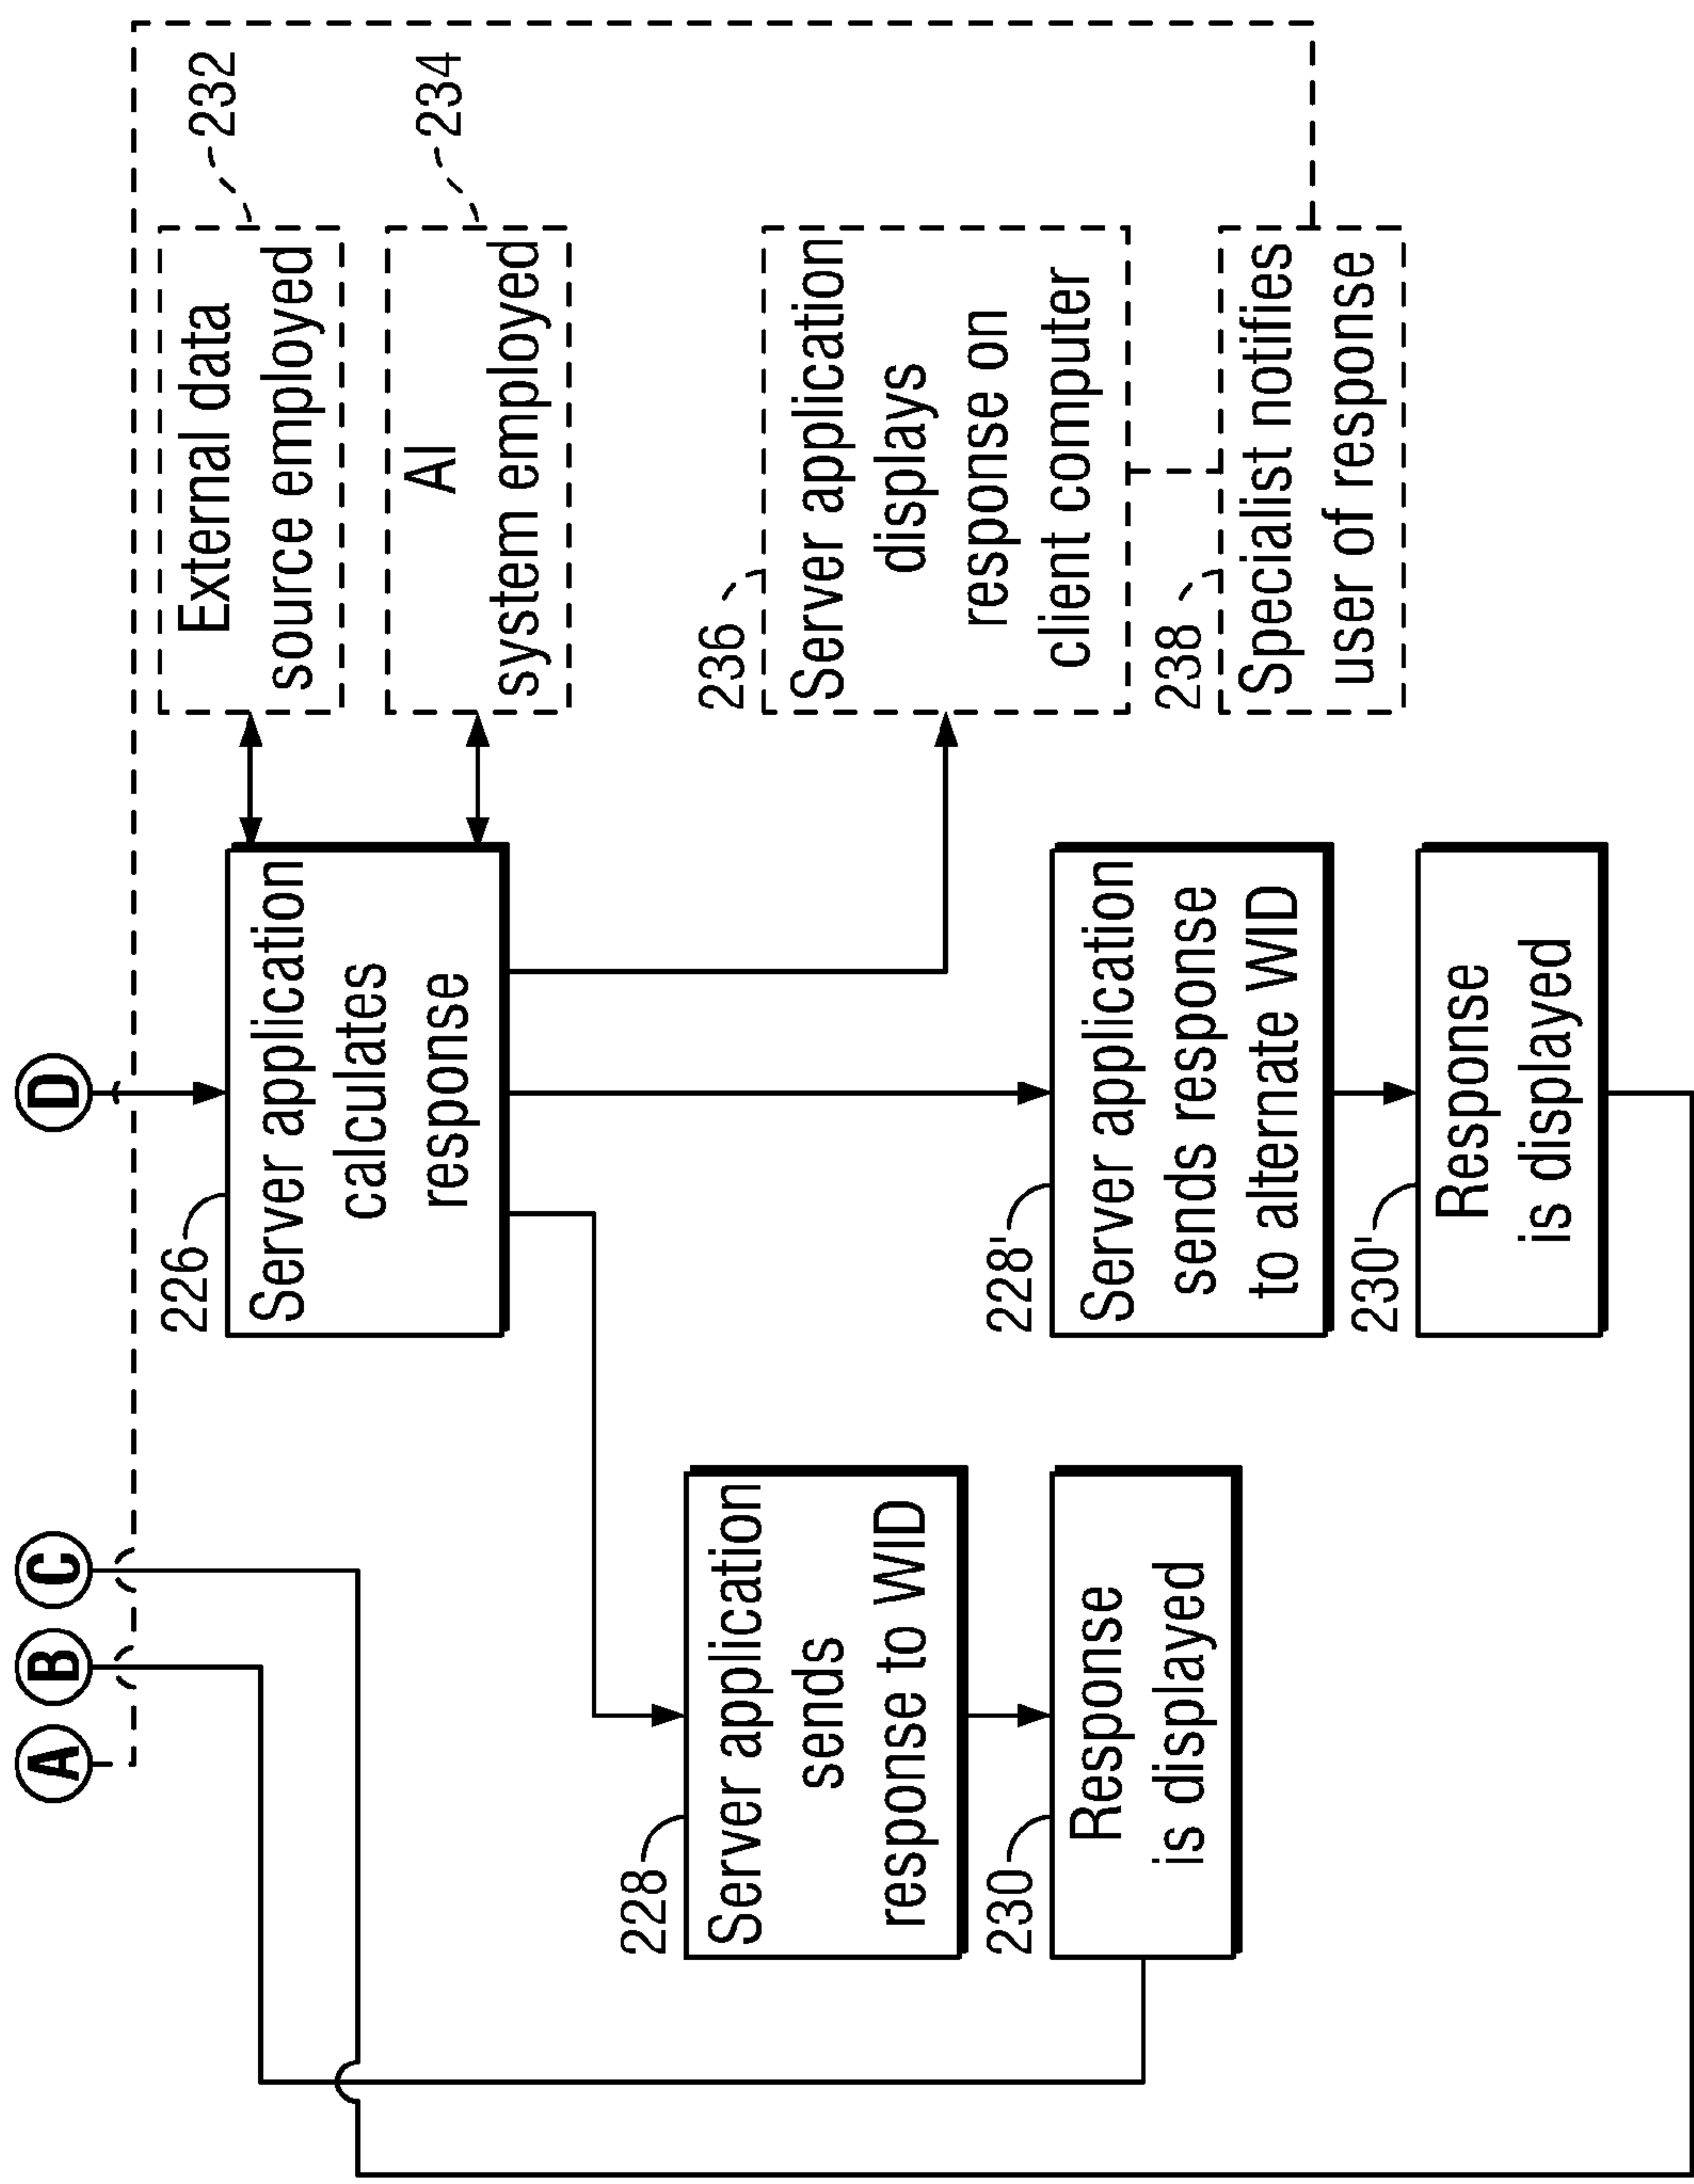 A
B
C
D
226
Server application
calculates
response
232
External data
source employed
234
AI
system employed
228
Server application
sends
response to WID
230
Response
is displayed
228'
Server application
sends response
to alternate WID
230'
Response
is displayed
236
Server application
displays
response on
client computer
238
Specialist notifies
user of response